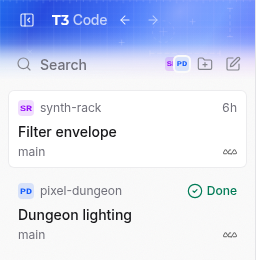 T3 Code
Search
SR PD
SR synth-rack 6h
Filter envelope
main
PD pixel-dungeon Done
Dungeon lighting
main